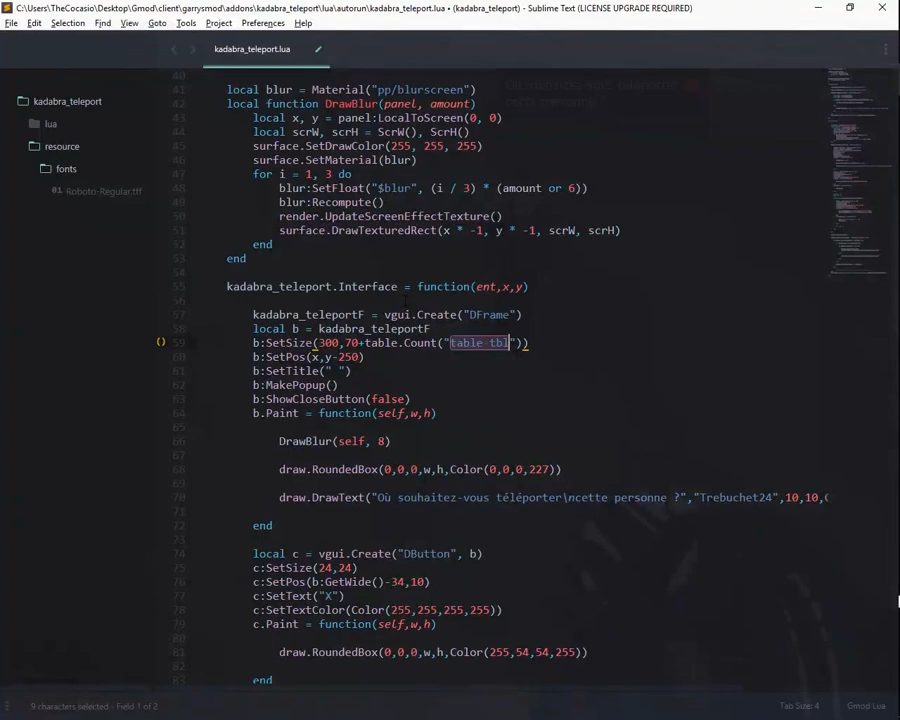 C:\Users\TheCocasio\Desktop\Gmod\client\garrysmod\addons\kadabra_teleport\lua\autorun\kadabra_teleport.lua • (kadabra_teleport) - Sublime Text (LICENSE UPGRADE REQUIRED)
File Edit Selection Find View Goto Tools Project Preferences Help
kadabra_teleport.lua
kadabra_teleport
lua
resource
fonts
Roboto-Regular.ttf
40
41 local blur = Material("pp/blurscreen")
42 local function DrawBlur(panel, amount)
43 local x, y = panel:LocalToScreen(0, 0)
44 local scrW, scrH = ScrW(), ScrH()
45 surface.SetDrawColor(255, 255, 255)
46 surface.SetMaterial(blur)
47 for i = 1, 3 do
48 blur:SetFloat("$blur", (i / 3) * (amount or 6))
49 blur:Recompute()
50 render.UpdateScreenEffectTexture()
51 surface.DrawTexturedRect(x * -1, y * -1, scrW, scrH)
52 end
53 end
54
55 kadabra_teleport.Interface = function(ent,x,y)
56
57 kadabra_teleportF = vgui.Create("DFrame")
58 local b = kadabra_teleportF
59 b:SetSize(300,70+table.Count("table tbl"))
60 b:SetPos(x,y-250)
61 b:SetTitle(" ")
62 b:MakePopup()
63 b:ShowCloseButton(false)
64 b.Paint = function(self,w,h)
65
66 DrawBlur(self, 8)
67
68 draw.RoundedBox(0,0,0,w,h,Color(0,0,0,227))
69
70 draw.DrawText("Où souhaitez-vous téléporter\ncette personne ?","Trebuchet24",10,10,C
71
72 end
73
74 local c = vgui.Create("DButton", b)
75 c:SetSize(24,24)
76 c:SetPos(b:GetWide()-34,10)
77 c:SetText("X")
78 c:SetTextColor(Color(255,255,255,255))
79 c.Paint = function(self,w,h)
80
81 draw.RoundedBox(0,0,0,w,h,Color(255,54,54,255))
82
83 end
9 characters selected - Field 1 of 2
Tab Size: 4
Gmod Lua